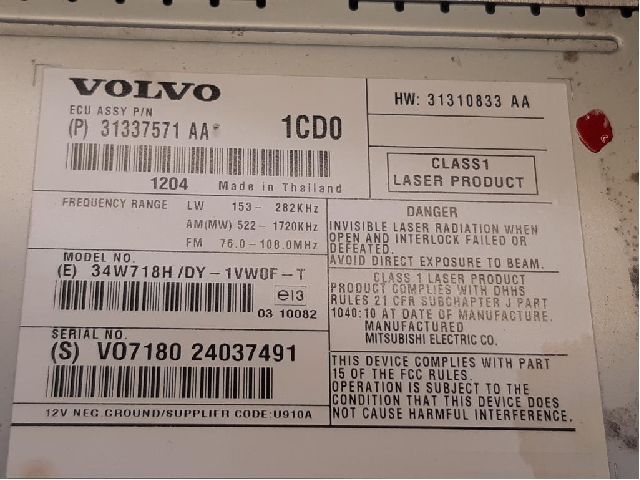 VOLVO
ECU ASSY P/N
(P) 31337571 AA
1CD0
1204 Made in Thailand
HW: 31310833 AA
CLASS1
LASER PRODUCT
FREQUENCY RANGE LW 153- 282KHz
AM(MW) 522-1720KHz
FM 76.0-108.0MHz
MODEL NO.
(E) 34W718H/DY-1VW0F-T
e13
03 10082
SERIAL NO.
(S) VO7180 24037491
12V NEG.GROUND/SUPPLIER CODE:U910A
DANGER
INVISIBLE LASER RADIATION WHEN
OPEN AND INTERLOCK FAILED OR
DEFEATED.
AVOID DIRECT EXPOSURE TO BEAM.
CLASS 1 LASER PRODUCT
PRODUCT COMPLIES WITH DHHS
RULES 21 CFR SUBCHAPTER J PART
1040:10 AT DATE OF MANUFACTURE.
MANUFACTURED
MITSUBISHI ELECTRIC CO.
THIS DEVICE COMPLIES WITH PART
15 OF THE FCC RULES.
OPERATION IS SUBJECT TO THE
CONDITION THAT THIS DEVICE DOES
NOT CAUSE HARMFUL INTERFERENCE.